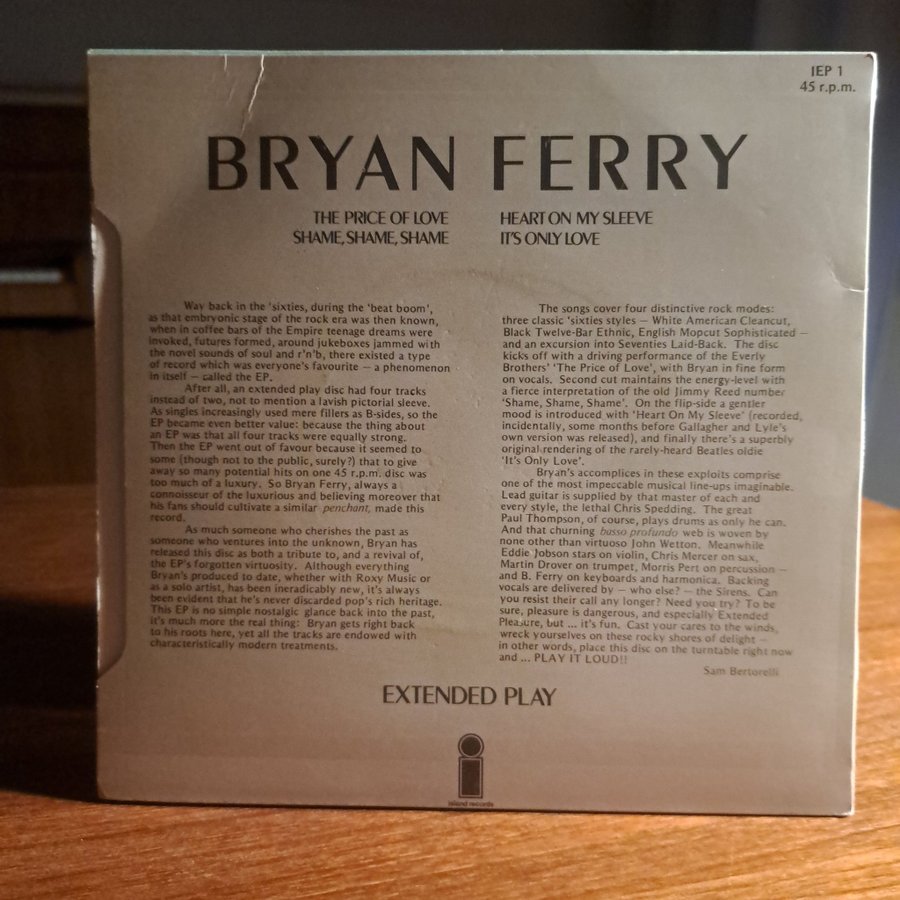 IEP 1
45 r.p.m.
BRYAN FERRY
THE PRICE OF LOVE
SHAME, SHAME, SHAME
HEART ON MY SLEEVE
IT'S ONLY LOVE
Way back in the 'sixties, during the 'beat boom',
as that embryonic stage of the rock era was then known,
when in coffee bars of the Empire teenage dreams were
invoked, futures formed, around jukeboxes jammed with
the novel sounds of soul and r'n'b, there existed a type
of record which was everyone's favourite — a phenomenon
in itself — called the EP.
After all, an extended play disc had four tracks
instead of two, not to mention a lavish pictorial sleeve.
As singles increasingly used mere fillers as B-sides, so the
EP became even better value: because the thing about
an EP was that all four tracks were equally strong.
Then the EP went out of favour because it seemed to
some (though not to the public, surely?) that to give
away so many potential hits on one 45 r.p.m. disc was
too much of a luxury. So Bryan Ferry, always a
connoisseur of the luxurious and believing moreover that
his fans should cultivate a similar penchant, made this
record.
As much someone who cherishes the past as
someone who ventures into the unknown, Bryan has
released this disc as both a tribute to, and a revival of,
the EP's forgotten virtuosity. Although everything
Bryan's produced to date, whether with Roxy Music or
as a solo artist, has been ineradicably new, it's always
been evident that he's never discarded pop's rich heritage.
This EP is no simple nostalgic glance back into the past,
it's much more the real thing: Bryan gets right back
to his roots here, yet all the tracks are endowed with
characteristically modern treatments.
The songs cover four distinctive rock modes:
three classic 'sixties styles — White American Cleancut,
Black Twelve-Bar Ethnic, English Mopcut Sophisticated —
and an excursion into Seventies Laid-Back. The disc
kicks off with a driving performance of the Everly
Brothers' 'The Price of Love', with Bryan in fine form
on vocals. Second cut maintains the energy-level with
a fierce interpretation of the old Jimmy Reed number
'Shame, Shame, Shame'. On the flip-side a gentler
mood is introduced with 'Heart On My Sleeve' (recorded,
incidentally, some months before Gallagher and Lyle's
own version was released), and finally there's a superbly
original rendering of the rarely-heard Beatles oldie
'It's Only Love'.
Bryan's accomplices in these exploits comprise
one of the most impeccable musical line-ups imaginable.
Lead guitar is supplied by that master of each and
every style, the lethal Chris Spedding. The great
Paul Thompson, of course, plays drums as only he can.
And that churning basso profundo web is woven by
none other than virtuoso John Wetton. Meanwhile
Eddie Jobson stars on violin, Chris Mercer on sax,
Martin Drover on trumpet, Morris Pert on percussion —
and B. Ferry on keyboards and harmonica. Backing
vocals are delivered by — who else? — the Sirens. Can
you resist their call any longer? Need you try? To be
sure, pleasure is dangerous, and especially Extended
Pleasure, but ... it's fun. Cast your cares to the winds,
wreck yourselves on these rocky shores of delight —
in other words, place this disc on the turntable right now
and ... PLAY IT LOUD!!
Sam Bertorelli
EXTENDED PLAY
island records